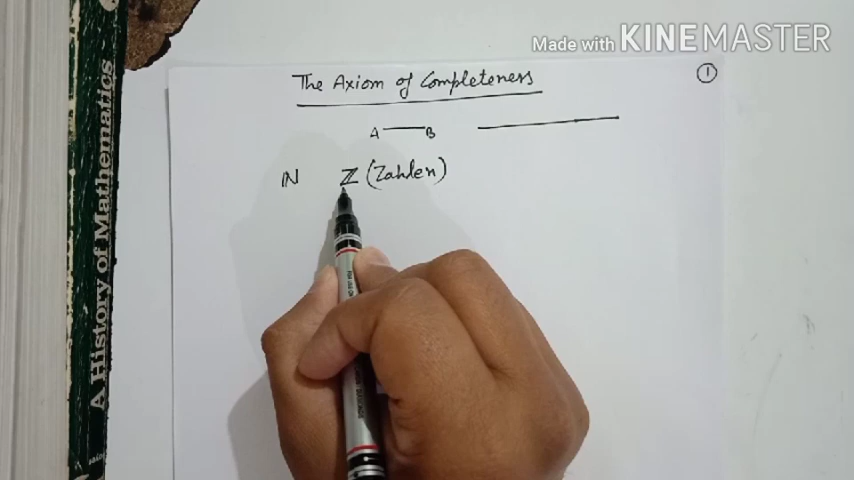 Made with KINEMASTER
The Axiom of Completeness
1
A B
ℕ ℤ (Zahlen)
A History of Mathematics